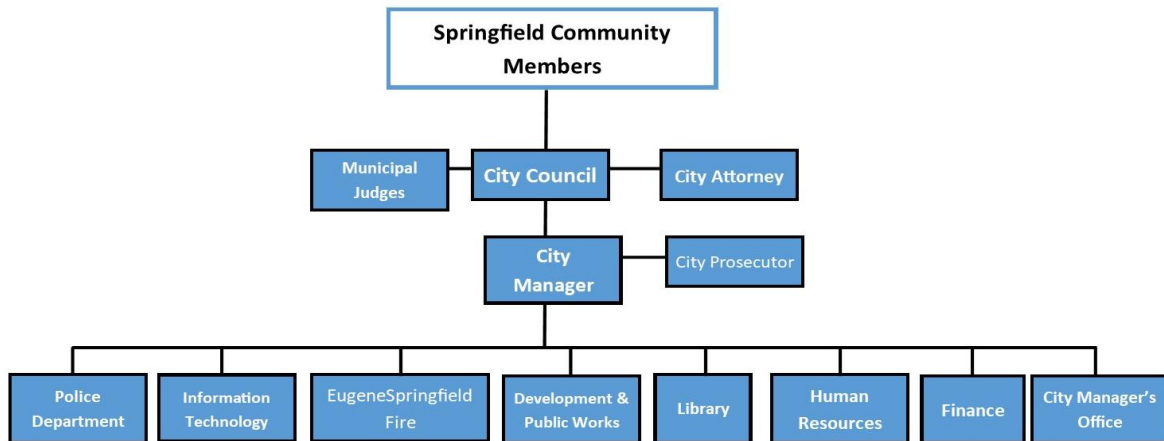 Springfield Community
Members
Municipal
Judges
City Council
City Attorney
City
Manager
City Prosecutor
Police
Department
Information
Technology
EugeneSpringfield
Fire
Development &
Public Works
Library
Human
Resources
Finance
City Manager's
Office